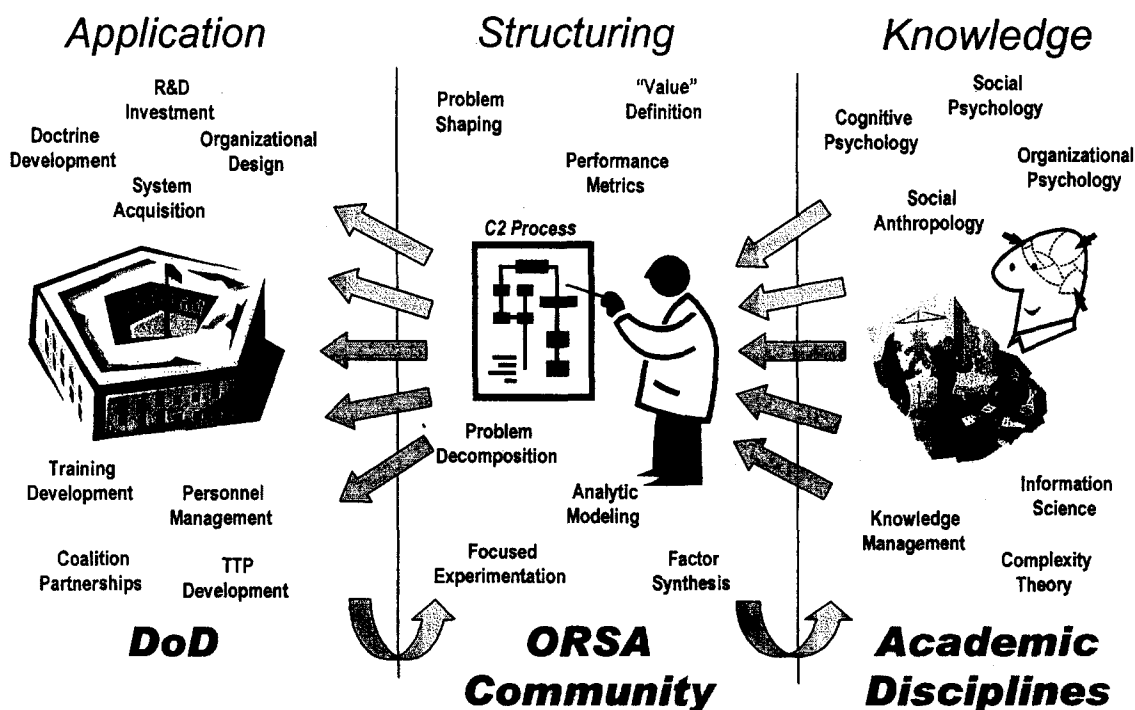 Application
R&D
Investment
Doctrine
Development
Organizational
Design
System
Acquisition
Training
Development
Personnel
Management
Coalition
Partnerships
TTP
Development
DoD
Structuring
Problem
Shaping
“Value”
Definition
Performance
Metrics
C2 Process
Problem
Decomposition
Analytic
Modeling
Focused
Experimentation
Factor
Synthesis
ORSA
Community
Knowledge
Social
Psychology
Cognitive
Psychology
Organizational
Psychology
Social
Anthropology
Information
Science
Knowledge
Management
Complexity
Theory
Academic
Disciplines